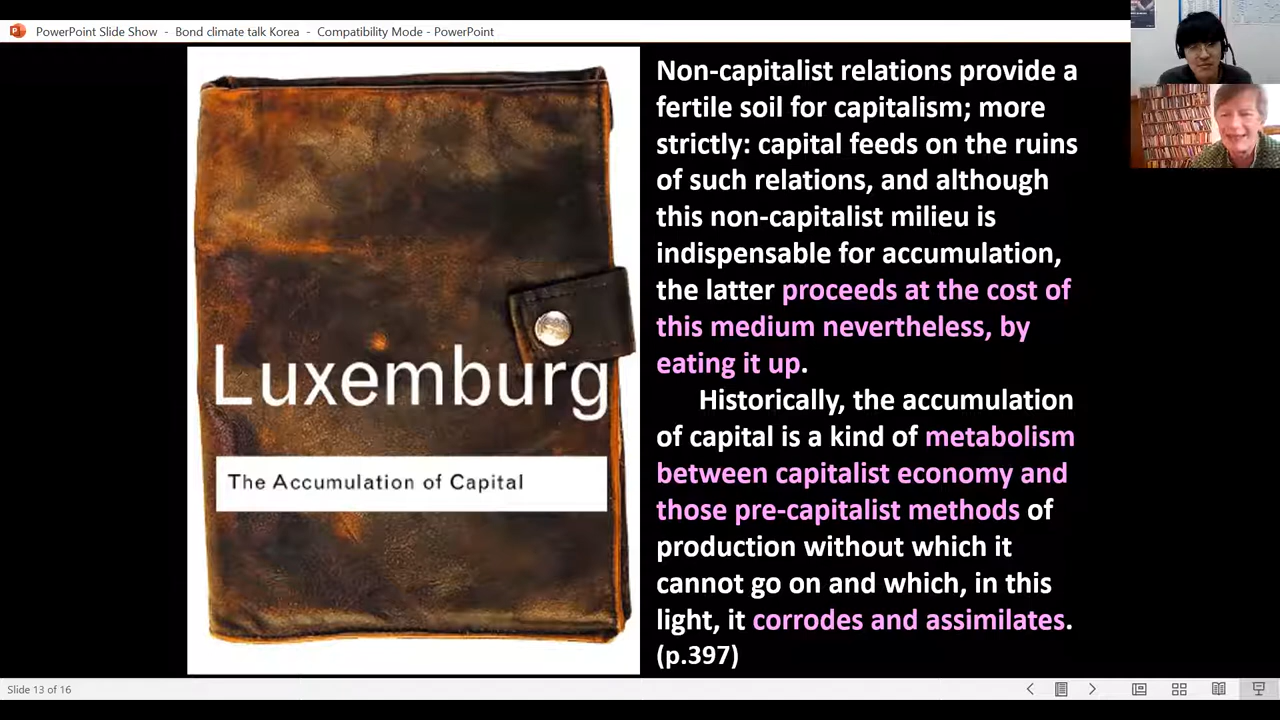 PowerPoint Slide Show - Bond climate talk Korea - Compatibility Mode - PowerPoint
Luxemburg
The Accumulation of Capital
Non-capitalist relations provide a
fertile soil for capitalism; more
strictly: capital feeds on the ruins
of such relations, and although
this non-capitalist milieu is
indispensable for accumulation,
the latter proceeds at the cost of
this medium nevertheless, by
eating it up.
Historically, the accumulation
of capital is a kind of metabolism
between capitalist economy and
those pre-capitalist methods of
production without which it
cannot go on and which, in this
light, it corrodes and assimilates.
(p.397)
Slide 13 of 16